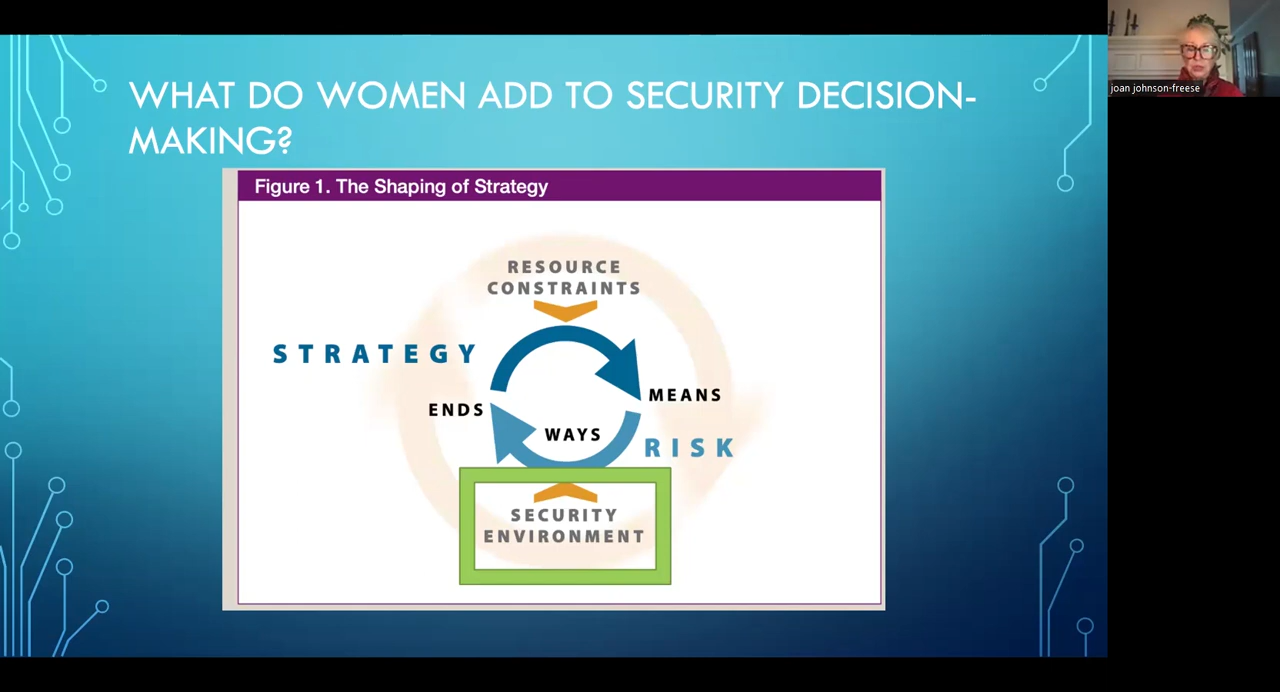 WHAT DO WOMEN ADD TO SECURITY DECISION-
MAKING?
joan johnson-freese
Figure 1. The Shaping of Strategy
RESOURCE
CONSTRAINTS
STRATEGY
MEANS
ENDS
WAYS
RISK
SECURITY
ENVIRONMENT